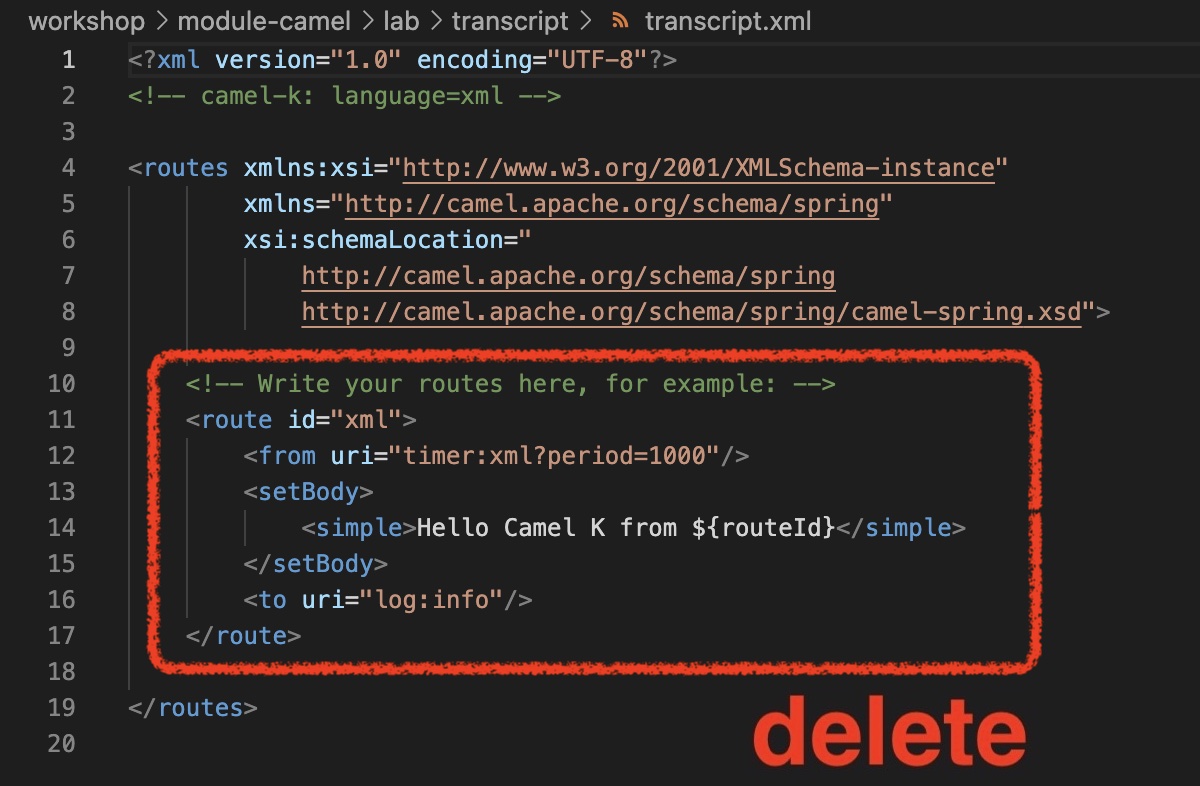 workshop > module-camel > lab > transcript > transcript.xml
1 <?xml version="1.0" encoding="UTF-8"?>
2 <!-- camel-k: language=xml -->
3
4 <routes xmlns:xsi="http://www.w3.org/2001/XMLSchema-instance"
5         xmlns="http://camel.apache.org/schema/spring"
6         xsi:schemaLocation="
7             http://camel.apache.org/schema/spring
8             http://camel.apache.org/schema/spring/camel-spring.xsd">
9
10     <!-- Write your routes here, for example: -->
11     <route id="xml">
12         <from uri="timer:xml?period=1000"/>
13         <setBody>
14             <simple>Hello Camel K from ${routeId}</simple>
15         </setBody>
16         <to uri="log:info"/>
17     </route>
18
19 </routes>
20
delete